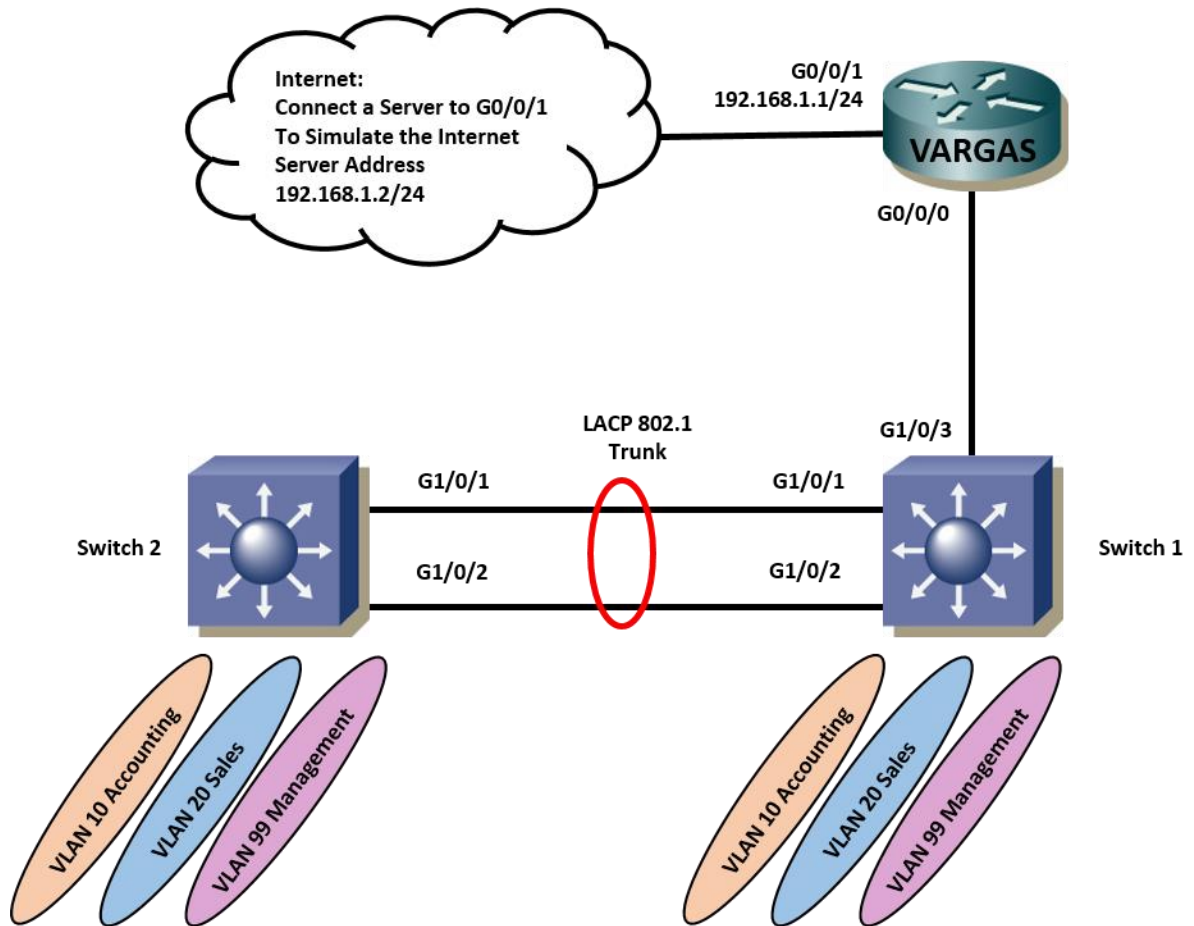 Internet:
Connect a Server to G0/0/1
To Simulate the Internet
Server Address
192.168.1.2/24
G0/0/1
192.168.1.1/24
VARGAS
G0/0/0
LACP 802.1
Trunk
G1/0/3
G1/0/1
G1/0/1
Switch 2
Switch 1
G1/0/2
G1/0/2
VLAN 10 Accounting
VLAN 20 Sales
VLAN 99 Management
VLAN 10 Accounting
VLAN 20 Sales
VLAN 99 Management